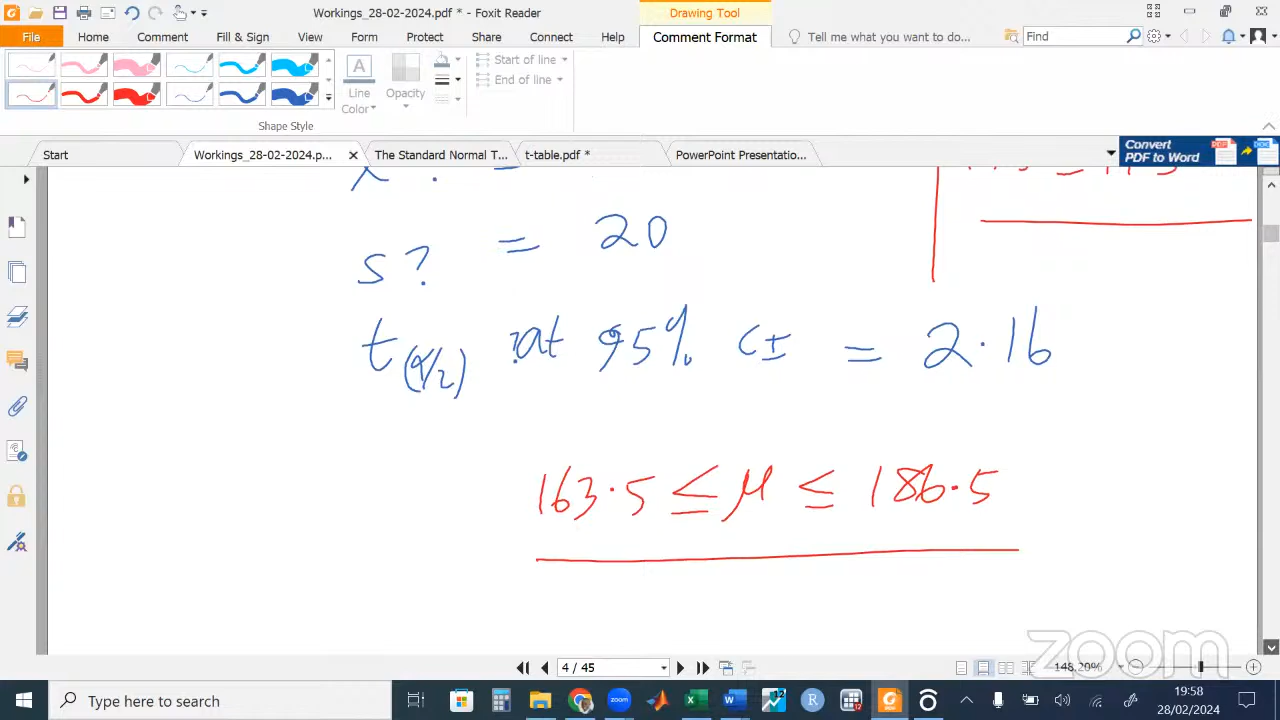 Workings_28-02-2024.pdf * - Foxit Reader
Drawing Tool
File Home Comment Fill & Sign View Form Protect Share Connect Help Comment Format Tell me what you want to do... Find
Line Color
Opacity
Start of line
End of line
Shape Style
Start
Workings_28-02-2024.p...
The Standard Normal T...
t-table.pdf *
PowerPoint Presentatio...
Convert
PDF to Word
s? = 20
t(α/2) at 95% CI = 2.16
163.5 ≤ μ ≤ 186.5
zoom
4 / 45
148.20%
Type here to search
19:58
28/02/2024